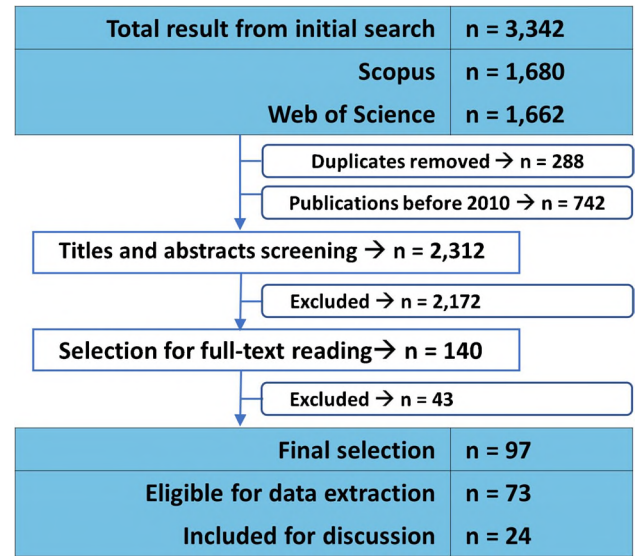 Total result from initial search n = 3,342
Scopus n = 1,680
Web of Science n = 1,662
Duplicates removed → n = 288
Publications before 2010 → n = 742
Titles and abstracts screening → n = 2,312
Excluded → n = 2,172
Selection for full-text reading→ n = 140
Excluded → n = 43
Final selection n = 97
Eligible for data extraction n = 73
Included for discussion n = 24